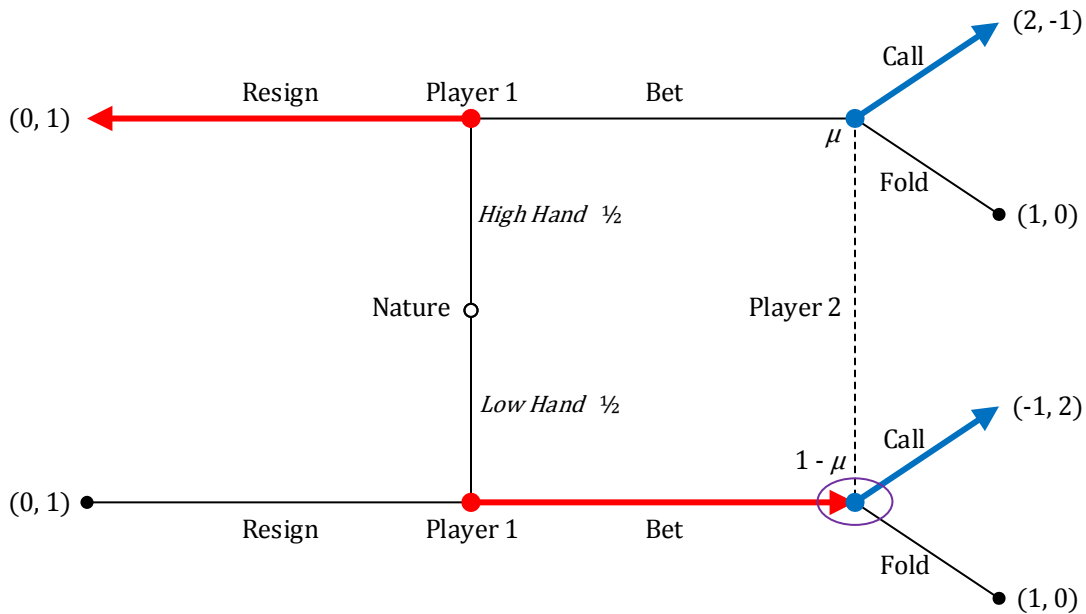 (2, -1)
Call
Resign
Player 1
Bet
(0, 1)
μ
Fold
High Hand ½
(1, 0)
Nature
Player 2
Low Hand ½
(-1, 2)
Call
1 - μ
(0, 1)
Resign
Player 1
Bet
Fold
(1, 0)